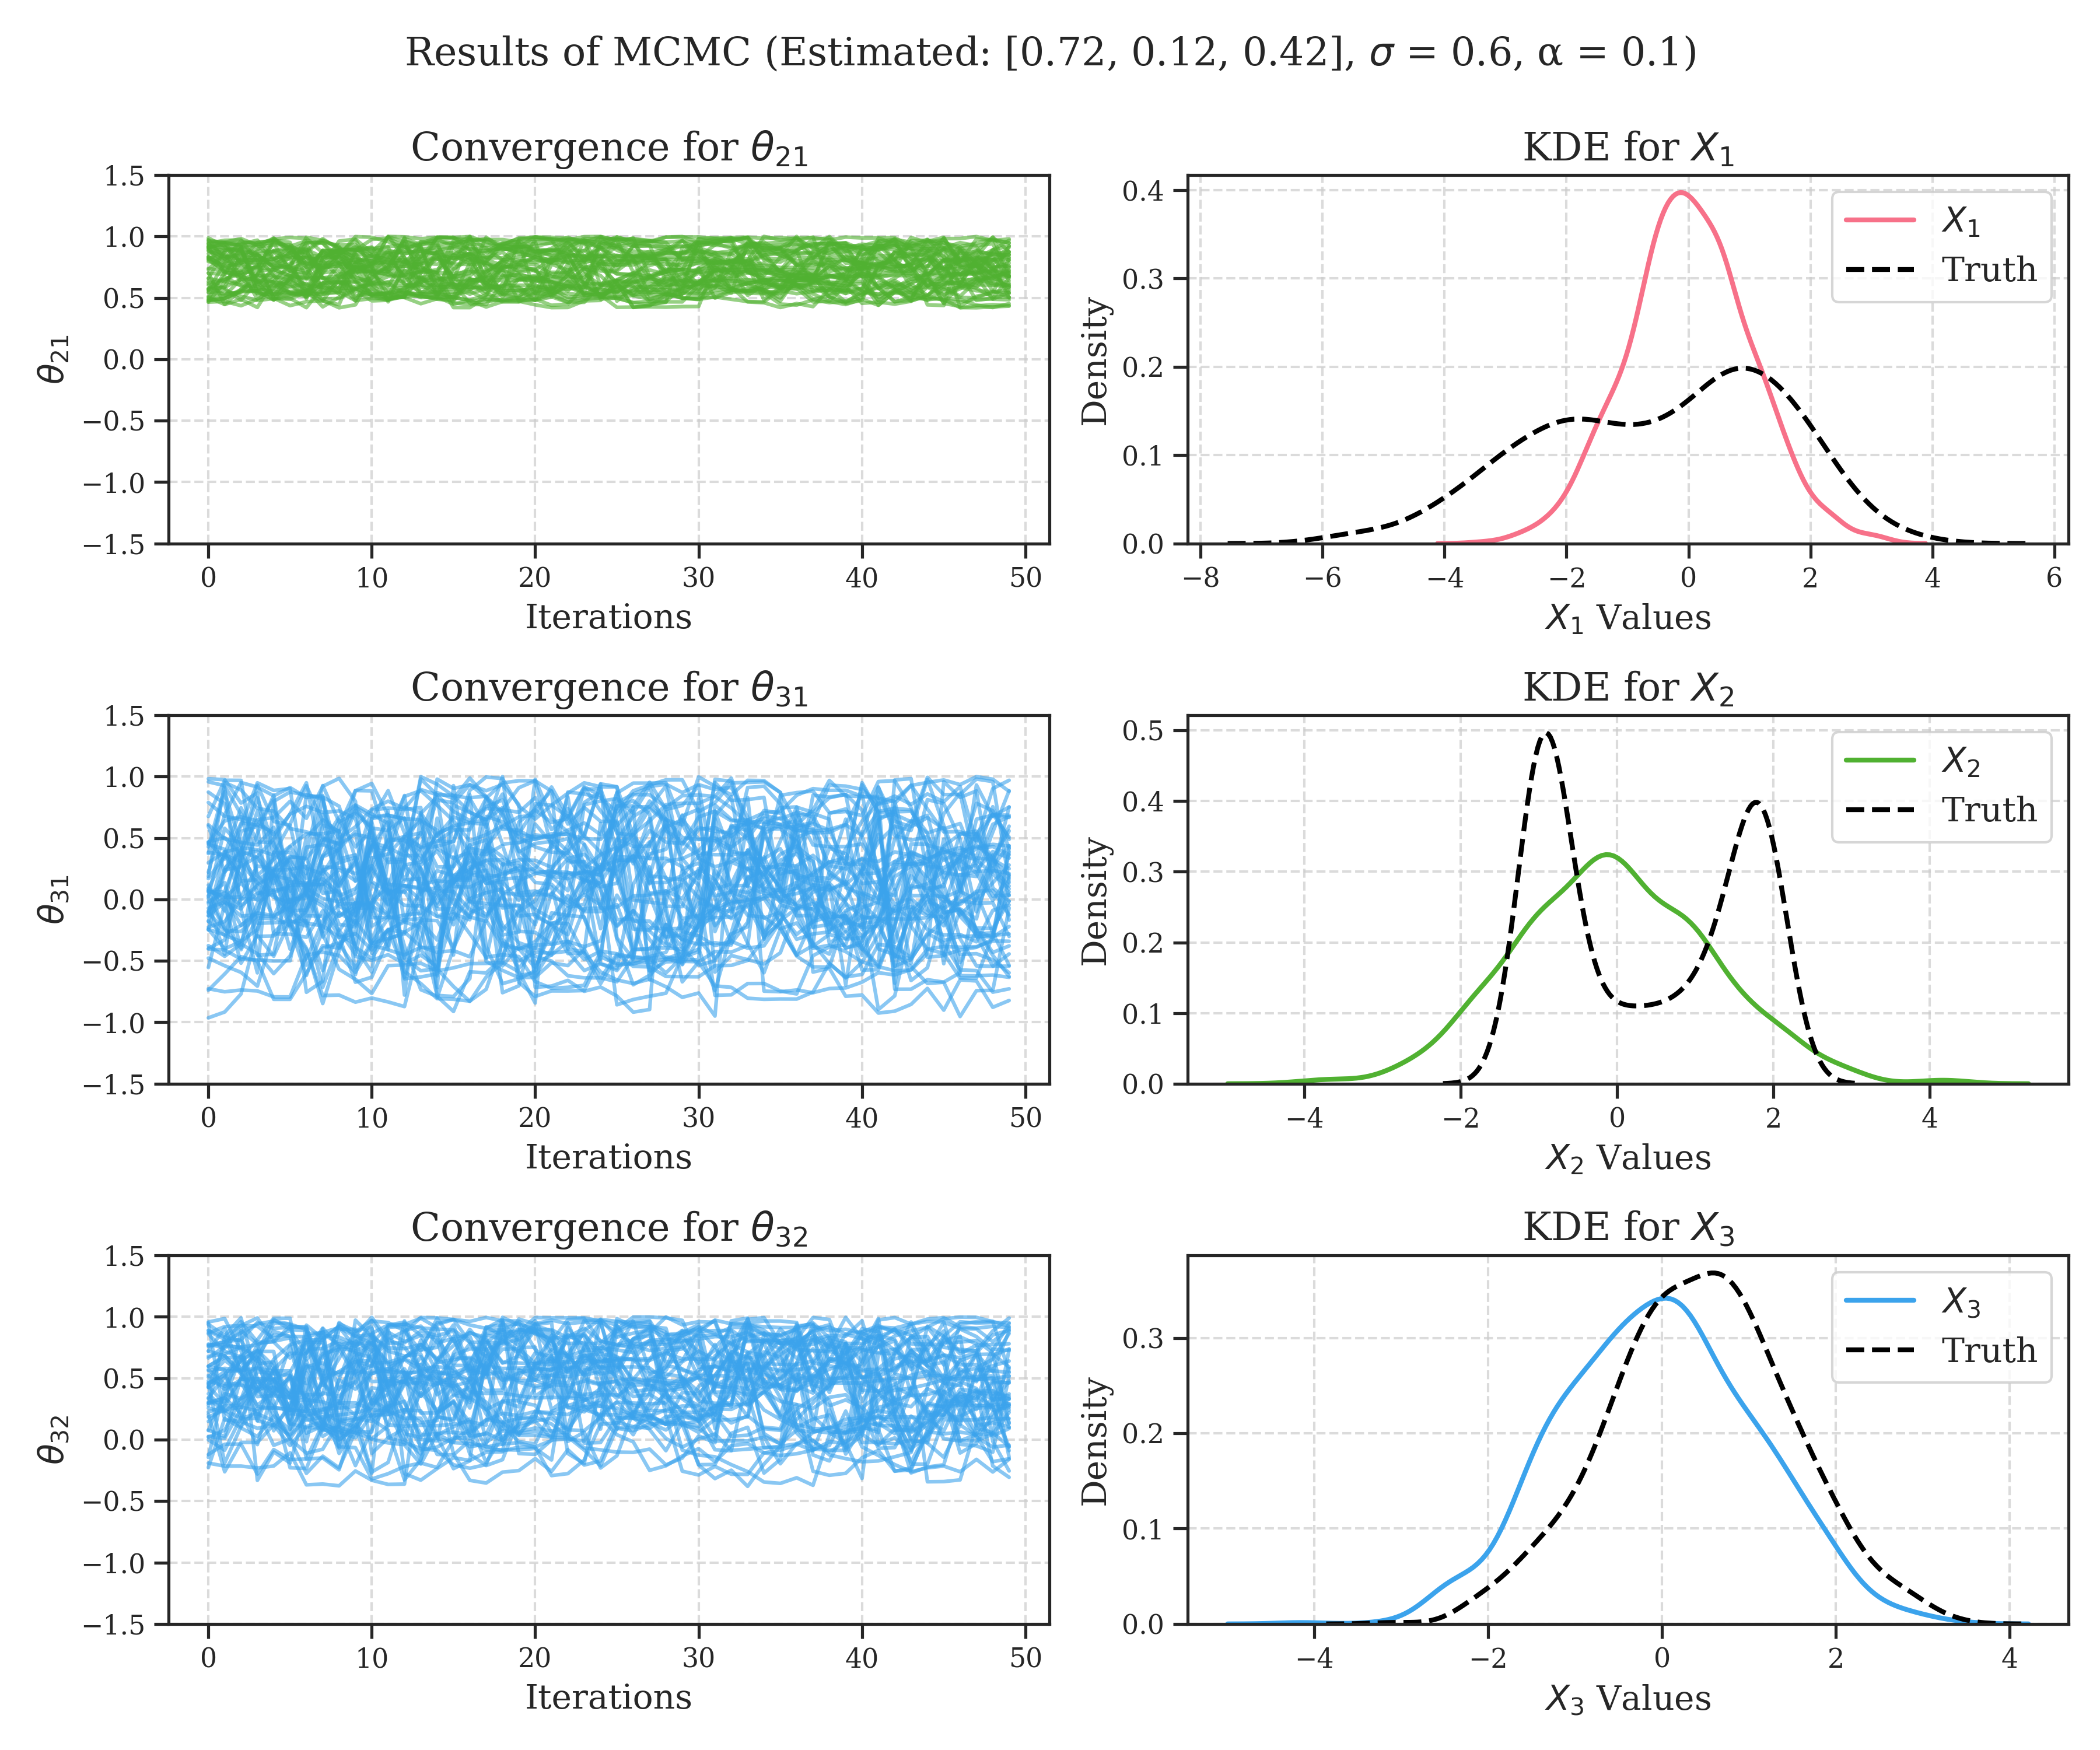 Results of MCMC (Estimated: [0.72, 0.12, 0.42], σ = 0.6, α = 0.1)
Convergence for θ21
1.5
1.0
0.5
0.0
−0.5
−1.0
−1.5
θ21
0 10 20 30 40 50
Iterations
KDE for X1
0.4
0.3
0.2
0.1
0.0
Density
X1
Truth
−8 −6 −4 −2 0 2 4 6
X1 Values
Convergence for θ31
1.5
1.0
0.5
0.0
−0.5
−1.0
−1.5
θ31
0 10 20 30 40 50
Iterations
KDE for X2
0.5
0.4
0.3
0.2
0.1
0.0
Density
X2
Truth
−4 −2 0 2 4
X2 Values
Convergence for θ32
1.5
1.0
0.5
0.0
−0.5
−1.0
−1.5
θ32
0 10 20 30 40 50
Iterations
KDE for X3
0.3
0.2
0.1
0.0
Density
X3
Truth
−4 −2 0 2 4
X3 Values